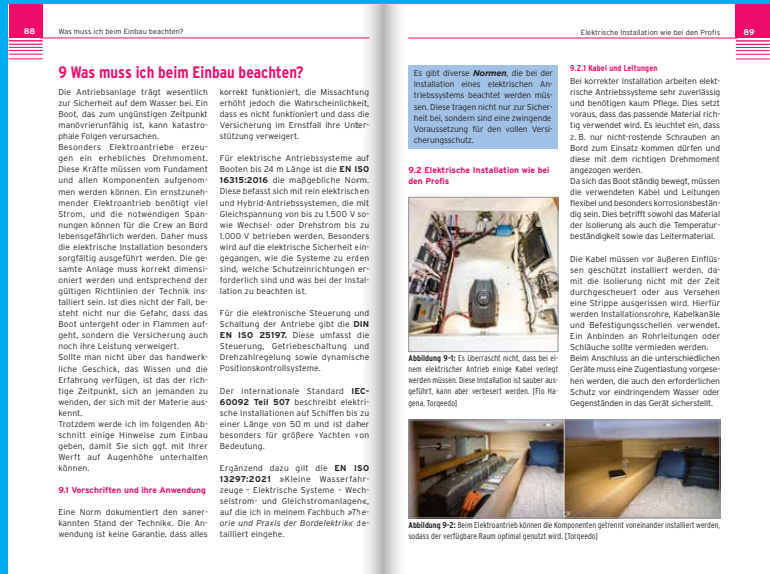 88
Was muss ich beim Einbau beachten?
9 Was muss ich beim Einbau beachten?
Die Antriebsanlage trägt wesentlich
zur Sicherheit auf dem Wasser bei. Ein
Boot, das zum ungünstigen Zeitpunkt
manövrierunfähig ist, kann katastro-
phale Folgen verursachen.
Besonders Elektroantriebe erzeu-
gen ein erhebliches Drehmoment.
Diese Kräfte müssen vom Fundament
und allen Komponenten aufgenom-
men werden können. Ein ernstzuneh-
mender Elektroantrieb benötigt viel
Strom, und die notwendigen Span-
nungen können für die Crew an Bord
lebensgefährlich werden. Daher muss
die elektrische Installation besonders
sorgfältig ausgeführt werden. Die ge-
samte Anlage muss korrekt dimensi-
oniert werden und entsprechend der
gültigen Richtlinien der Technik ins-
talliert sein. Ist dies nicht der Fall, be-
steht nicht nur die Gefahr, dass das
Boot untergeht oder in Flammen auf-
geht, sondern die Versicherung auch
noch ihre Leistung verweigert.
Sollte man nicht über das handwerk-
liche Geschick, das Wissen und die
Erfahrung verfügen, ist das der rich-
tige Zeitpunkt, sich an jemanden zu
wenden, der sich mit der Materie aus-
kennt.
Trotzdem werde ich im folgenden Ab-
schnitt einige Hinweise zum Einbau
geben, damit Sie sich ggf. mit Ihrer
Werft auf Augenhöhe unterhalten
können.
9.1 Vorschriften und ihre Anwendung
Eine Norm dokumentiert den »aner-
kannten Stand der Technik«. Die An-
wendung ist keine Garantie, dass alles
korrekt funktioniert, die Missachtung
erhöht jedoch die Wahrscheinlichkeit,
dass es nicht funktioniert und dass die
Versicherung im Ernstfall ihre Unter-
stützung verweigert.
Für elektrische Antriebssysteme auf
Booten bis 24 m Länge ist die EN ISO
16315:2016 die maßgebliche Norm.
Diese befasst sich mit rein elektrischen
und Hybrid-Antriebssystemen, die mit
Gleichspannung von bis zu 1.500 V so-
wie Wechsel- oder Drehstrom bis zu
1.000 V betrieben werden. Besonders
wird auf die elektrische Sicherheit ein-
gegangen, wie die Systeme zu erden
sind, welche Schutzeinrichtungen er-
forderlich sind und was bei der Instal-
lation zu beachten ist.
Für die elektronische Steuerung und
Schaltung der Antriebe gibt die DIN
EN ISO 25197. Diese umfasst die
Steuerung, Getriebeschaltung und
Drehzahlregelung sowie dynamische
Positionskontrollsysteme.
Der internationale Standard IEC-
60092 Teil 507 beschreibt elektri-
sche Installationen auf Schiffen bis zu
einer Länge von 50 m und ist daher
besonders für größere Yachten von
Bedeutung.
Ergänzend dazu gilt die EN ISO
13297:2021 »Kleine Wasserfahr-
zeuge – Elektrische Systeme – Wech-
selstrom- und Gleichstromanlagen«,
auf die ich in meinem Fachbuch »The-
orie und Praxis der Bordelektrik« de-
tailliert eingehe.
Elektrische Installation wie bei den Profis
89
Es gibt diverse Normen, die bei der
Installation eines elektrischen An-
triebssystems beachtet werden müs-
sen. Diese tragen nicht nur zur Sicher-
heit bei, sondern sind eine zwingende
Voraussetzung für den vollen Versi-
cherungsschutz.
9.2 Elektrische Installation wie bei
den Profis
Abbildung 9-1: Es überrascht nicht, dass bei ei-
nem elektrischer Antrieb einige Kabel verlegt
werden müssen. Diese Installation ist sauber aus-
geführt, kann aber verbesert werden. [Flo Ha-
gena, Torqeedo]
9.2.1 Kabel und Leitungen
Bei korrekter Installation arbeiten elekt-
rische Antriebssysteme sehr zuverlässig
und benötigen kaum Pflege. Dies setzt
voraus, dass das passende Material rich-
tig verwendet wird. Es leuchtet ein, dass
z. B. nur nicht-rostende Schrauben an
Bord zum Einsatz kommen dürfen und
diese mit dem richtigen Drehmoment
angezogen werden.
Da sich das Boot ständig bewegt, müssen
die verwendeten Kabel und Leitungen
flexibel und besonders korrosionsbestän-
dig sein. Dies betrifft sowohl das Material
der Isolierung als auch die Temperatur-
beständigkeit sowie das Leitermaterial.
Die Kabel müssen vor äußeren Einflüs-
sen geschützt installiert werden, da-
mit die Isolierung nicht mit der Zeit
durchgescheuert oder aus Versehen
eine Strippe ausgerissen wird. Hierfür
werden Installationsrohre, Kabelkanäle
und Befestigungsschellen verwendet.
Ein Anbinden an Rohrleitungen oder
Schläuche sollte vermieden werden.
Beim Anschluss an die unterschiedlichen
Geräte muss eine Zugentlastung vorgese-
hen werden, die auch den erforderlichen
Schutz vor eindringendem Wasser oder
Gegenständen in das Gerät sicherstellt.
Abbildung 9-2: Beim Elektroantrieb können die Komponenten getrennt voneinander installiert werden,
sodass der verfügbare Raum optimal genutzt wird. [Torqeedo]